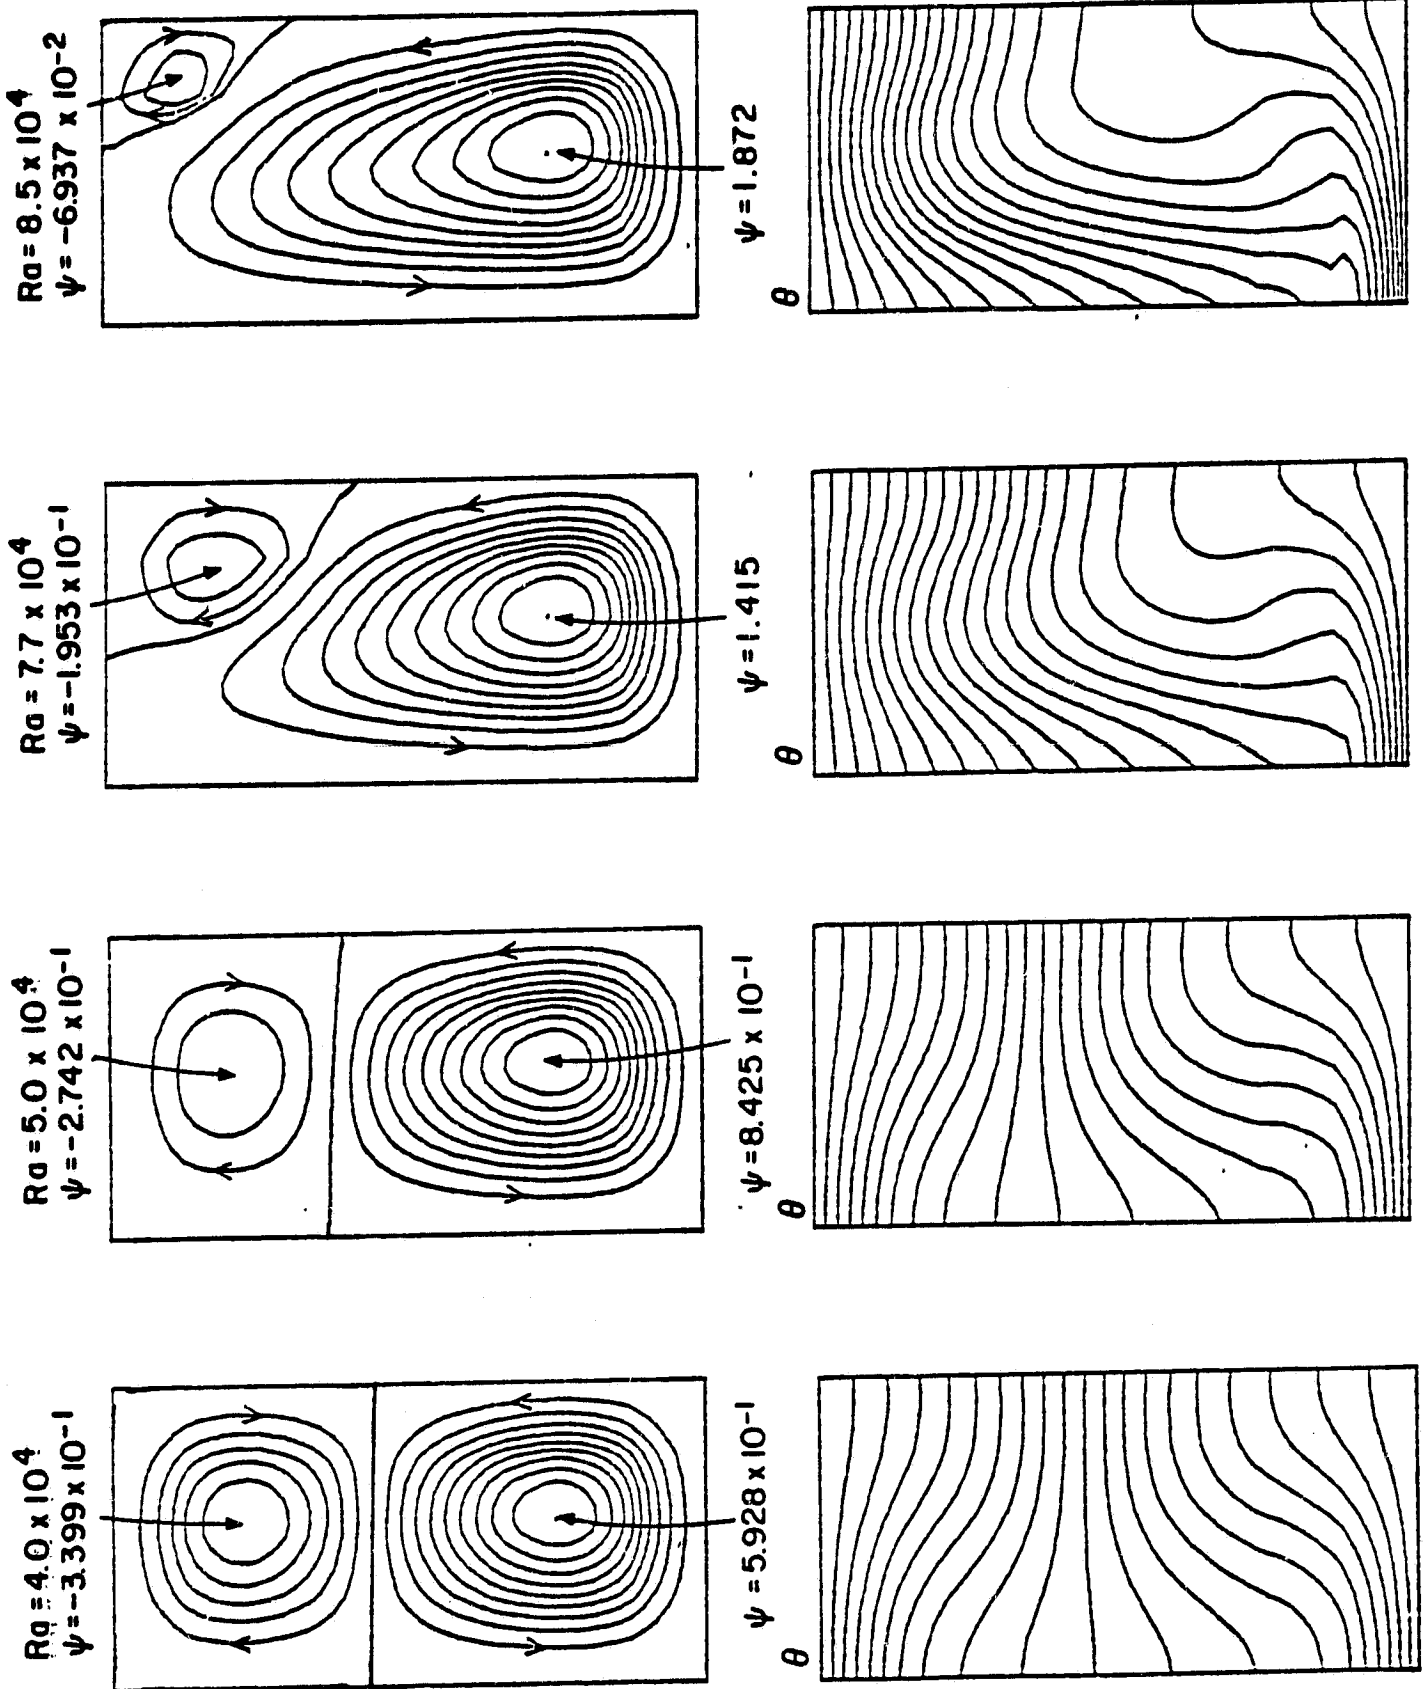 Ra = 4.0 x 10⁴
ψ = -3.399 x 10⁻¹
ψ = 5.928 x 10⁻¹
θ
Ra = 5.0 x 10⁴
ψ = -2.742 x 10⁻¹
ψ = 8.425 x 10⁻¹
θ
Ra = 7.7 x 10⁴
ψ = -1.953 x 10⁻¹
ψ = 1.415
θ
Ra = 8.5 x 10⁴
ψ = -6.937 x 10⁻²
ψ = 1.872
θ